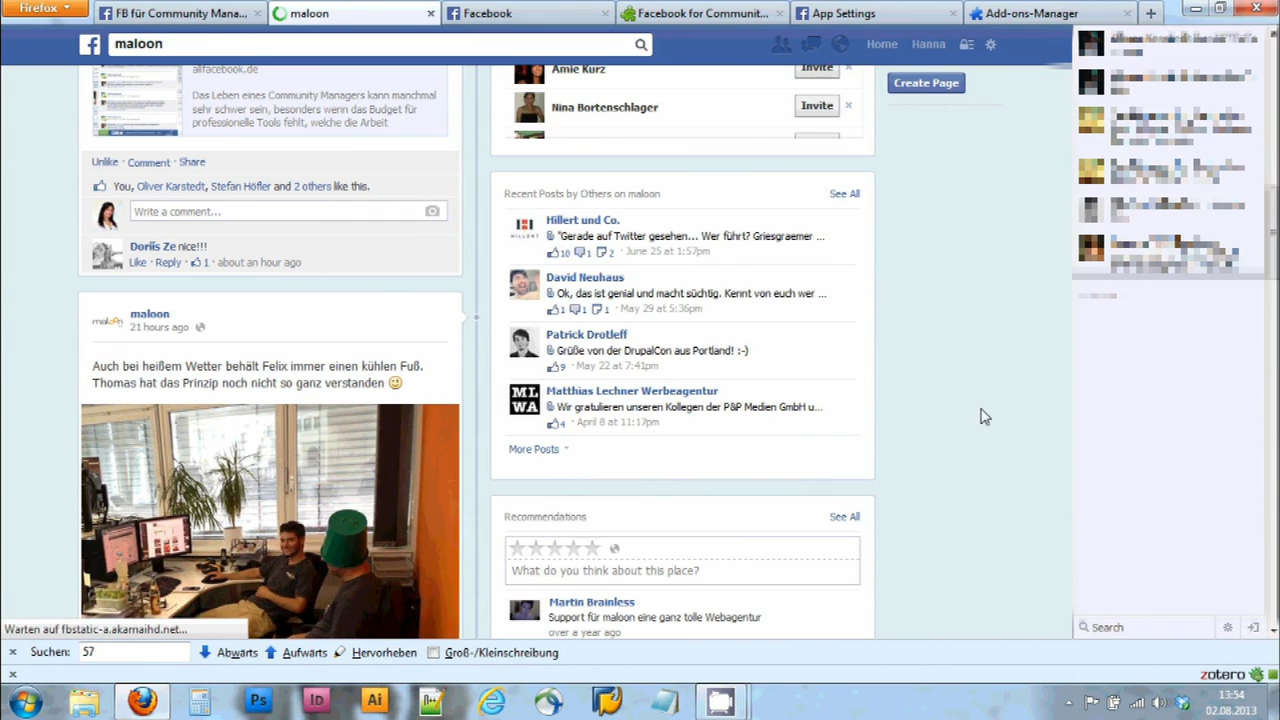 Firefox
FB für Community Mana...
maloon
Facebook
Facebook for Communit...
App Settings
Add-ons-Manager
maloon
Home
Hanna
allfacebook.de
Das Leben eines Community Managers kann manchmal
sehr schwer sein, besonders wenn das Budget für
professionelle Tools fehlt, welche die Arbeit
Unlike · Comment · Share
You, Oliver Karstedt, Stefan Höfler and 2 others like this.
Write a comment...
Doriís Ze nice!!!
Like · Reply · 1 · about an hour ago
maloon
maloon
21 hours ago
Auch bei heißem Wetter behält Felix immer einen kühlen Fuß.
Thomas hat das Prinzip noch nicht so ganz verstanden
Amie Kurz
Invite
Nina Bortenschlager
Invite
Recent Posts by Others on maloon
See All
HILLERT
Hillert und Co.
"Gerade auf Twitter gesehen... Wer führt? Griesgraemer ...
10 1 2 · June 25 at 1:57pm
David Neuhaus
Ok, das ist genial und macht süchtig. Kennt von euch wer ...
1 1 1 · May 29 at 5:36pm
Patrick Drotleff
Grüße von der DrupalCon aus Portland! :-)
9 · May 22 at 7:41pm
ML
WA
Matthias Lechner Werbeagentur
Wir gratulieren unseren Kollegen der P&P Medien GmbH u...
4 · April 8 at 11:17pm
More Posts
Recommendations
See All
What do you think about this place?
Martin Brainless
Support für maloon eine ganz tolle Webagentur
over a year ago
Create Page
Search
Warten auf fbstatic-a.akamaihd.net...
Suchen:
57
Abwärts
Aufwärts
Hervorheben
Groß-/Kleinschreibung
zotero
Ps
Id
Ai
13:54
02.08.2013